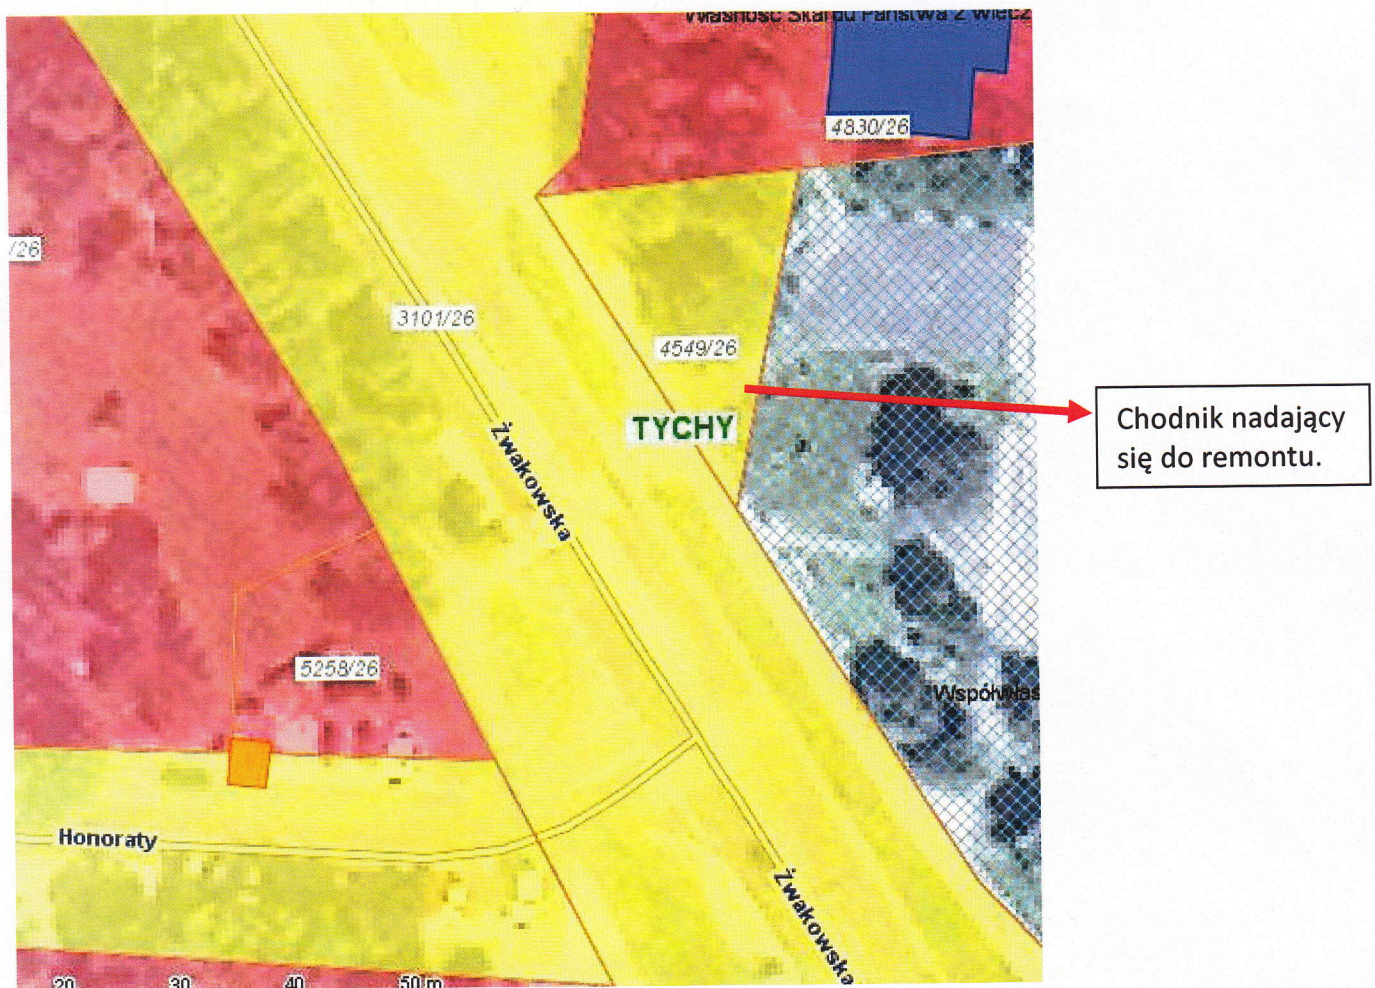 Własność Skarbu Państwa z wiecz
4830/26
/26
3101/26
4549/26
TYCHY
Chodnik nadający
się do remontu.
Żwakowska
5258/26
Współwłas
Honoraty
Żwakowska
20 30 40 50 m